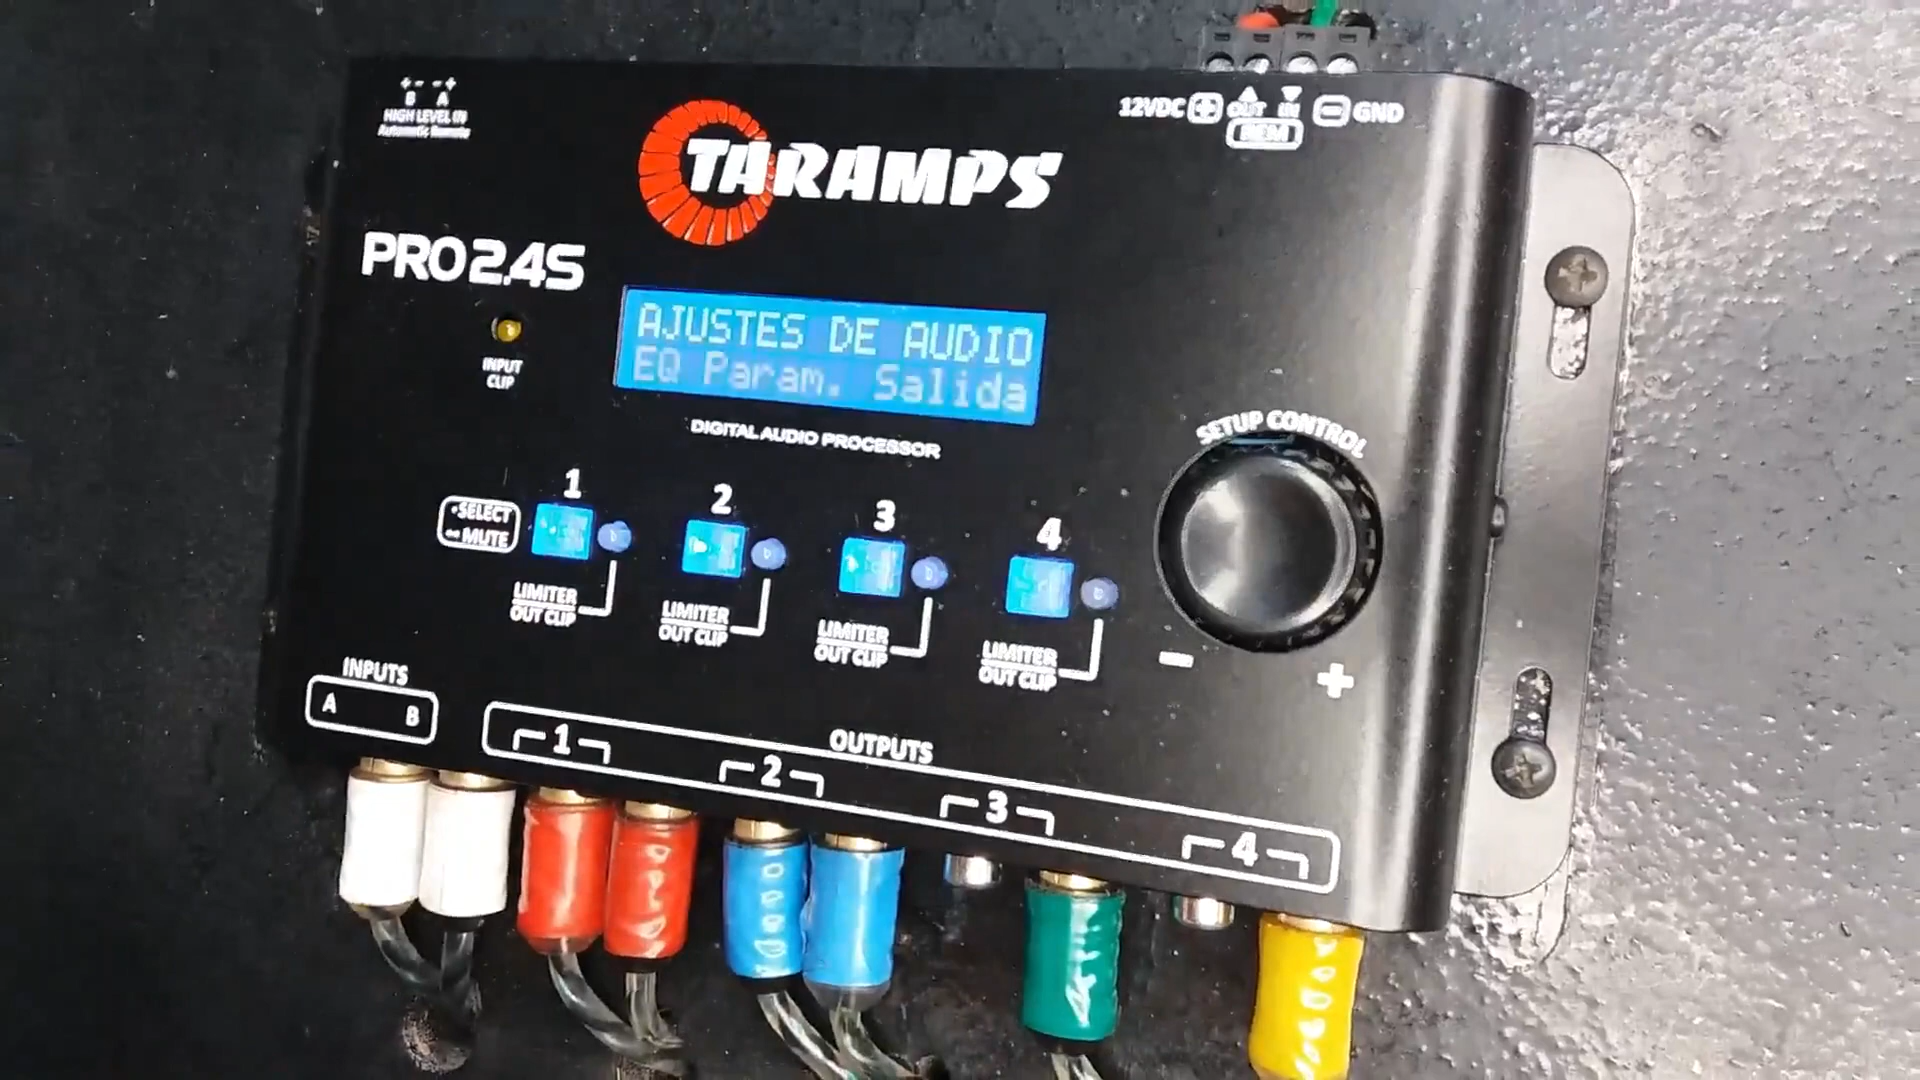 + - - +
B A
HIGH LEVEL IN
Automatic Remote
TARAMPS
12VDC + OUT IN - GND
REM
PRO2.4S
INPUT
CLIP
AJUSTES DE AUDIO
EQ Param. Salida
DIGITAL AUDIO PROCESSOR
SETUP CONTROL
- +
1 2 3 4
SELECT
MUTE
LIMITER
OUT CLIP
LIMITER
OUT CLIP
LIMITER
OUT CLIP
LIMITER
OUT CLIP
INPUTS
A B
OUTPUTS
1 2 3 4